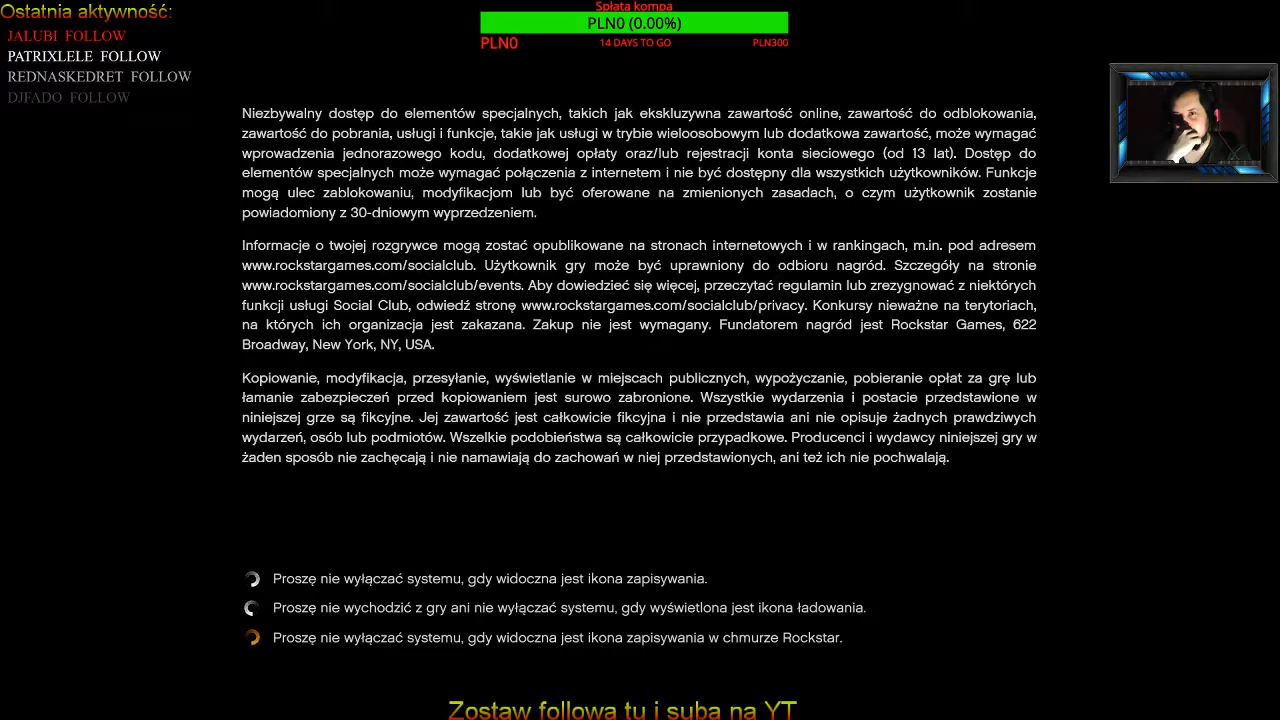 Ostatnia aktywność:
JALUBI FOLLOW
PATRIXLELE FOLLOW
REDNASKEDRET FOLLOW
DJFADO FOLLOW
Spłata kompa
PLN0 (0.00%)
PLN0 14 DAYS TO GO PLN300
Niezbywalny dostęp do elementów specjalnych, takich jak ekskluzywna zawartość online, zawartość do odblokowania,
zawartość do pobrania, usługi i funkcje, takie jak usługi w trybie wieloosobowym lub dodatkowa zawartość, może wymagać
wprowadzenia jednorazowego kodu, dodatkowej opłaty oraz/lub rejestracji konta sieciowego (od 13 lat). Dostęp do
elementów specjalnych może wymagać połączenia z internetem i nie być dostępny dla wszystkich użytkowników. Funkcje
mogą ulec zablokowaniu, modyfikacjom lub być oferowane na zmienionych zasadach, o czym użytkownik zostanie
powiadomiony z 30-dniowym wyprzedzeniem.
Informacje o twojej rozgrywce mogą zostać opublikowane na stronach internetowych i w rankingach, m.in. pod adresem
www.rockstargames.com/socialclub. Użytkownik gry może być uprawniony do odbioru nagród. Szczegóły na stronie
www.rockstargames.com/socialclub/events. Aby dowiedzieć się więcej, przeczytać regulamin lub zrezygnować z niektórych
funkcji usługi Social Club, odwiedź stronę www.rockstargames.com/socialclub/privacy. Konkursy nieważne na terytoriach,
na których ich organizacja jest zakazana. Zakup nie jest wymagany. Fundatorem nagród jest Rockstar Games, 622
Broadway, New York, NY, USA.
Kopiowanie, modyfikacja, przesyłanie, wyświetlanie w miejscach publicznych, wypożyczanie, pobieranie opłat za grę lub
łamanie zabezpieczeń przed kopiowaniem jest surowo zabronione. Wszystkie wydarzenia i postacie przedstawione w
niniejszej grze są fikcyjne. Jej zawartość jest całkowicie fikcyjna i nie przedstawia ani nie opisuje żadnych prawdziwych
wydarzeń, osób lub podmiotów. Wszelkie podobieństwa są całkowicie przypadkowe. Producenci i wydawcy niniejszej gry w
żaden sposób nie zachęcają i nie namawiają do zachowań w niej przedstawionych, ani też ich nie pochwalają.
Proszę nie wyłączać systemu, gdy widoczna jest ikona zapisywania.
Proszę nie wychodzić z gry ani nie wyłączać systemu, gdy wyświetlona jest ikona ładowania.
Proszę nie wyłączać systemu, gdy widoczna jest ikona zapisywania w chmurze Rockstar.
Zostaw followa tu i suba na YT